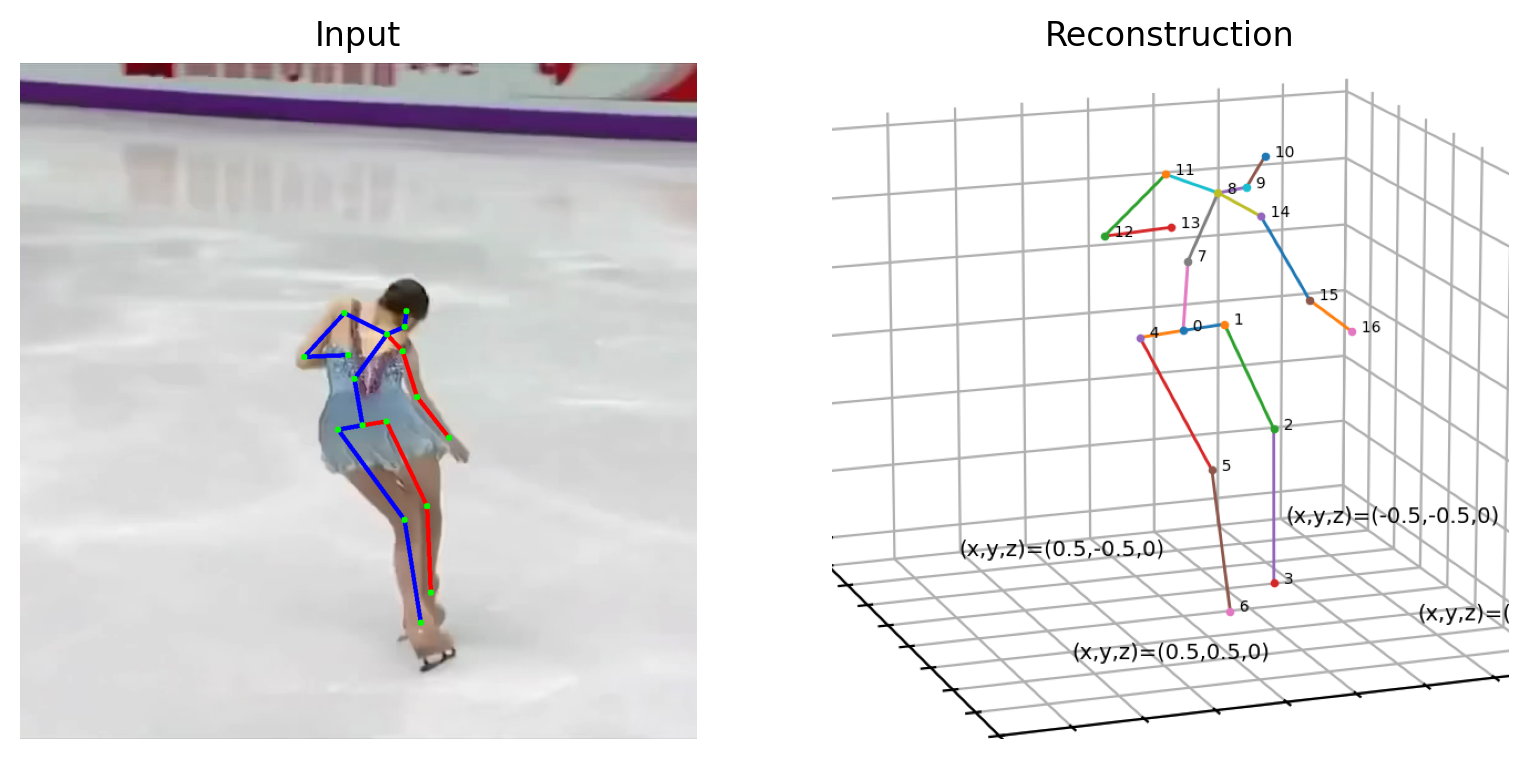 Input
Reconstruction
10
11
9
8
14
13
12
7
15
1
0
4
16
2
5
(x,y,z)=(-0.5,-0.5,0)
(x,y,z)=(0.5,-0.5,0)
3
6
(x,y,z)=(
(x,y,z)=(0.5,0.5,0)